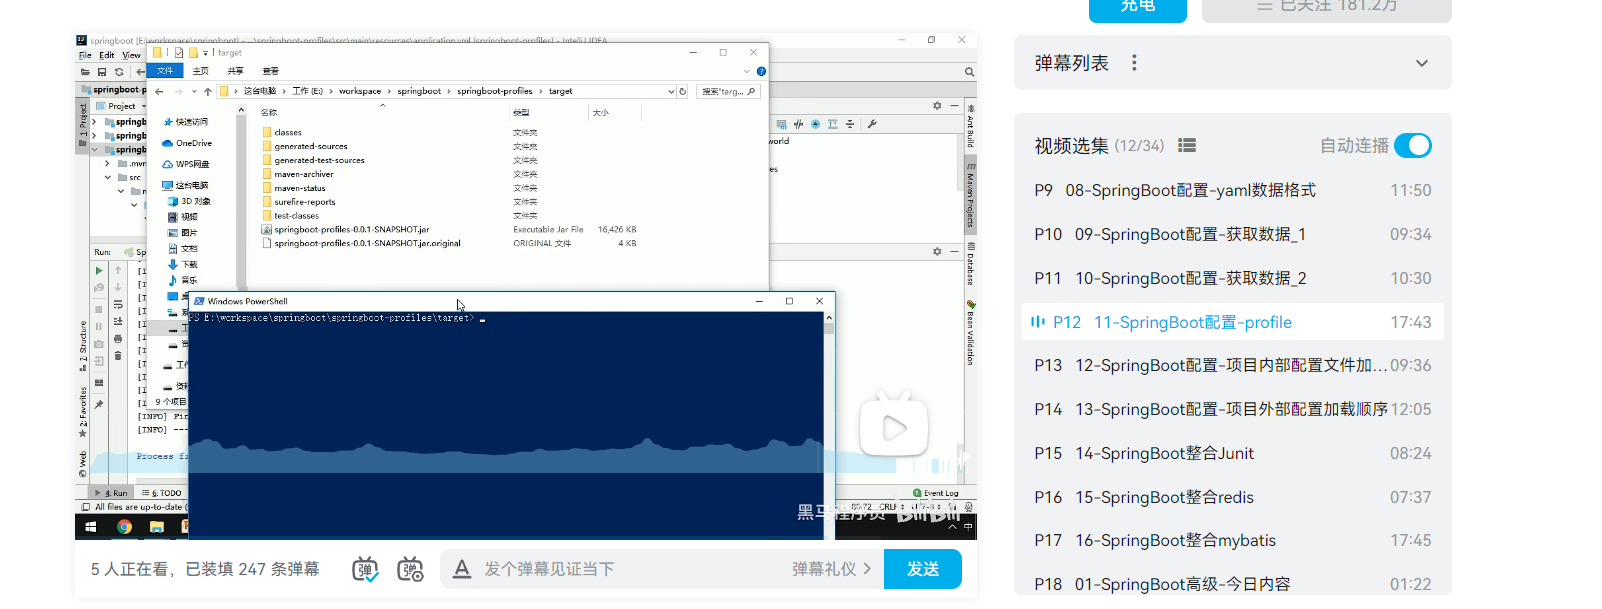 充电
已关注 181.2万
springboot [E:\workspace\springboot] - ...\springboot-profiles\src\main\resources\application.yml [springboot-profiles] - IntelliJ IDEA
File Edit View
target
文件 主页 共享 查看
这台电脑 › 工作 (E:) › workspace › springboot › springboot-profiles › target
搜索"targ...
springboot-p
Project
1: Project
springb
springb
springb
.mvn
src
快速访问
OneDrive
WPS网盘
这台电脑
3D 对象
视频
图片
文档
下载
音乐
名称 类型 大小
classes 文件夹
generated-sources 文件夹
generated-test-sources 文件夹
maven-archiver 文件夹
maven-status 文件夹
surefire-reports 文件夹
test-classes 文件夹
springboot-profiles-0.0.1-SNAPSHOT.jar Executable Jar File 16,426 KB
springboot-profiles-0.0.1-SNAPSHOT.jar.original ORIGINAL 文件 4 KB
9 个项目
world
es
Ant Build
Maven Projects
Database
Bean Validation
Run: Sp
[INFO] Fin
[INFO] ---
Process fi
2: Structure
2: Favorites
Web
Windows PowerShell
PS E:\workspace\springboot\springboot-profiles\target> _
4: Run 6: TODO
Event Log
All files are up-to-date (
CRLF
黑马程序员 bilibili
中
5 人正在看，已装填 247 条弹幕
弹
弹
A 发个弹幕见证当下
弹幕礼仪 >
发送
弹幕列表
视频选集 (12/34)
自动连播
P9 08-SpringBoot配置-yaml数据格式 11:50
P10 09-SpringBoot配置-获取数据_1 09:34
P11 10-SpringBoot配置-获取数据_2 10:30
P12 11-SpringBoot配置-profile 17:43
P13 12-SpringBoot配置-项目内部配置文件加... 09:36
P14 13-SpringBoot配置-项目外部配置加载顺序 12:05
P15 14-SpringBoot整合Junit 08:24
P16 15-SpringBoot整合redis 07:37
P17 16-SpringBoot整合mybatis 17:45
P18 01-SpringBoot高级-今日内容 01:22